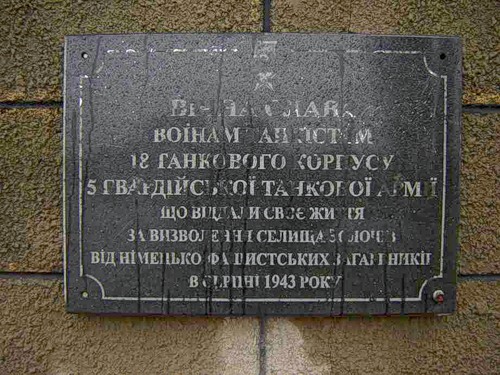 ВІЧНА СЛАВА
ВОЇНАМ ТАНКІСТАМ
18 ТАНКОВОГО КОРПУСУ
5 ГВАРДІЙСЬКОЇ ТАНКОВОЇ АРМІЇ
ЩО ВІДДАЛИ СВОЄ ЖИТТЯ
ЗА ВИЗВОЛЕННЯ СЕЛИЩА ЗОЛОЧІВ
ВІД НІМЕЦЬКО ФАШИСТСЬКИХ ЗАГАРБНИКІВ
В СЕРПНІ 1943 РОКУ